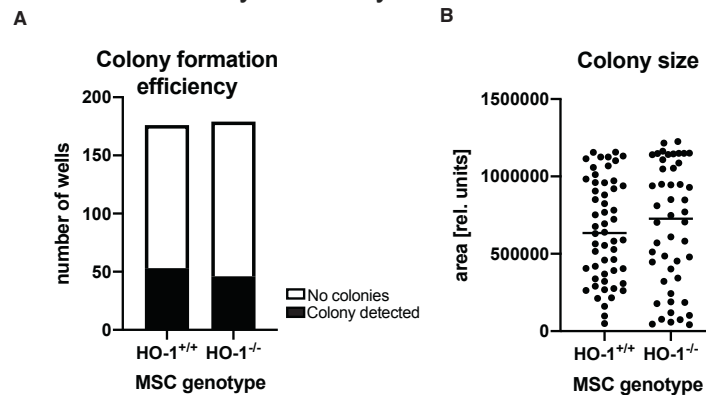 A
Colony formation
efficiency
200
150
100
50
0
number of wells
HO-1+/+ HO-1-/-
MSC genotype
No colonies
Colony detected
B
Colony size
1500000
1000000
500000
0
area [rel. units]
HO-1+/+ HO-1-/-
MSC genotype